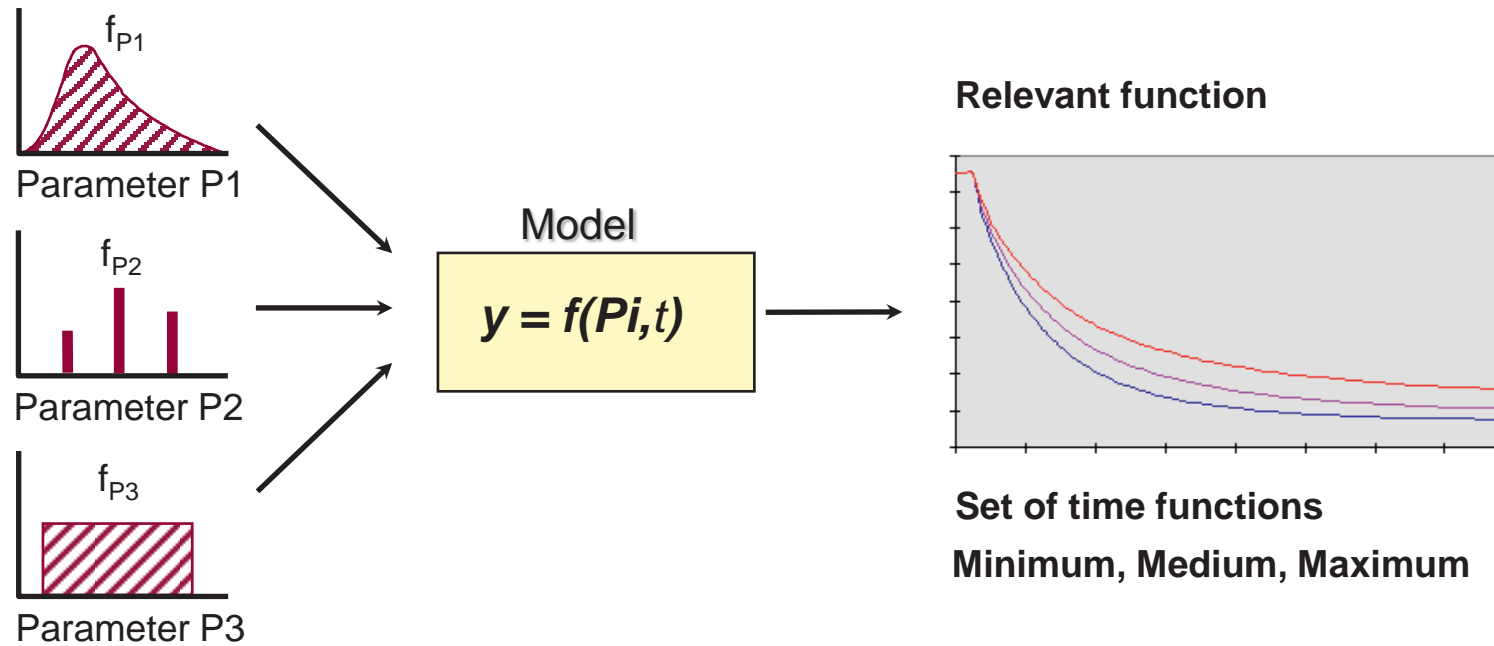 f_P1
Parameter P1
f_P2
Parameter P2
f_P3
Parameter P3
Model
y = f(Pi,t)
Relevant function
Set of time functions
Minimum, Medium, Maximum